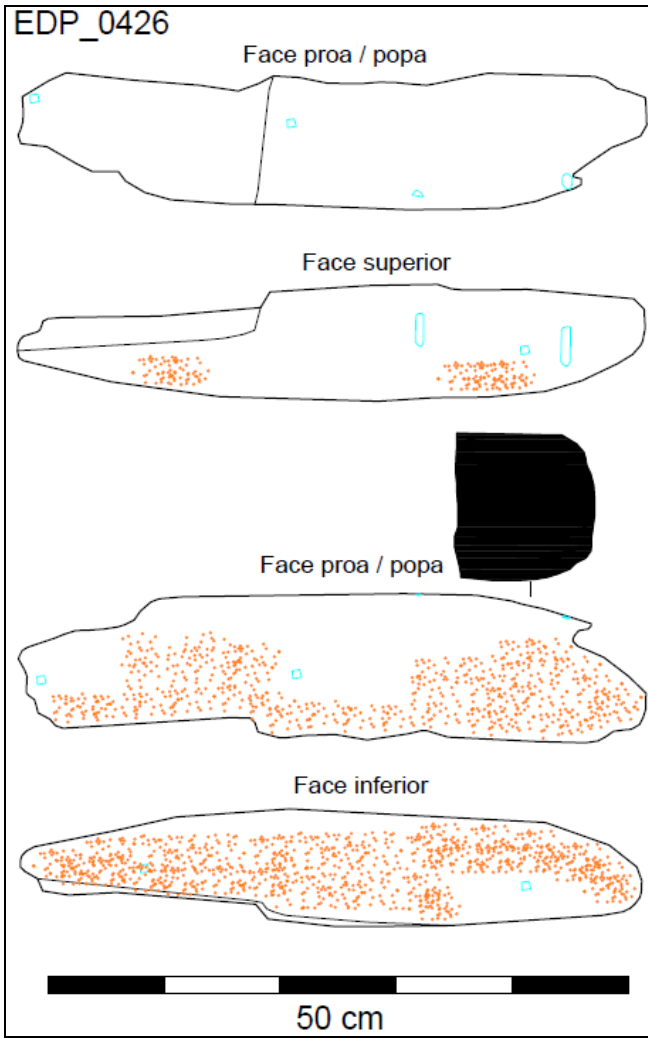 EDP_0426
Face proa / popa
Face superior
Face proa / popa
Face inferior
50 cm